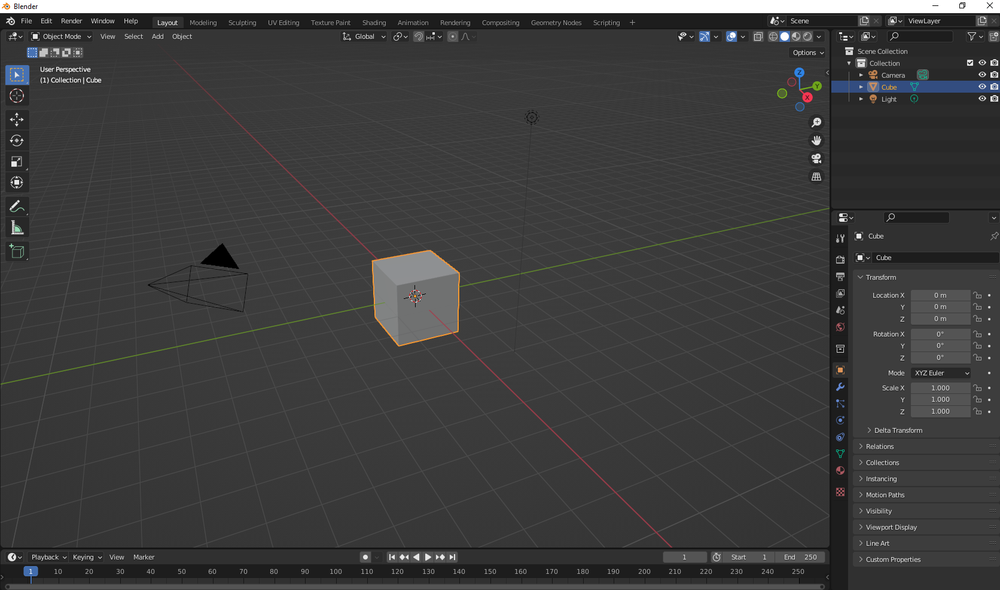 Blender
File Edit Render Window Help Layout Modeling Sculpting UV Editing Texture Paint Shading Animation Rendering Compositing Geometry Nodes Scripting + Scene ViewLayer
Object Mode View Select Add Object Global
Options
User Perspective
(1) Collection | Cube
Z
Y
X
Scene Collection
Collection
Camera
Cube
Light
Cube
Cube
Transform
Location X 0 m
Y 0 m
Z 0 m
Rotation X 0°
Y 0°
Z 0°
Mode XYZ Euler
Scale X 1.000
Y 1.000
Z 1.000
Delta Transform
Relations
Collections
Instancing
Motion Paths
Visibility
Viewport Display
Line Art
Custom Properties
Playback Keying View Marker 1 Start 1 End 250
1 10 20 30 40 50 60 70 80 90 100 110 120 130 140 150 160 170 180 190 200 210 220 230 240 250